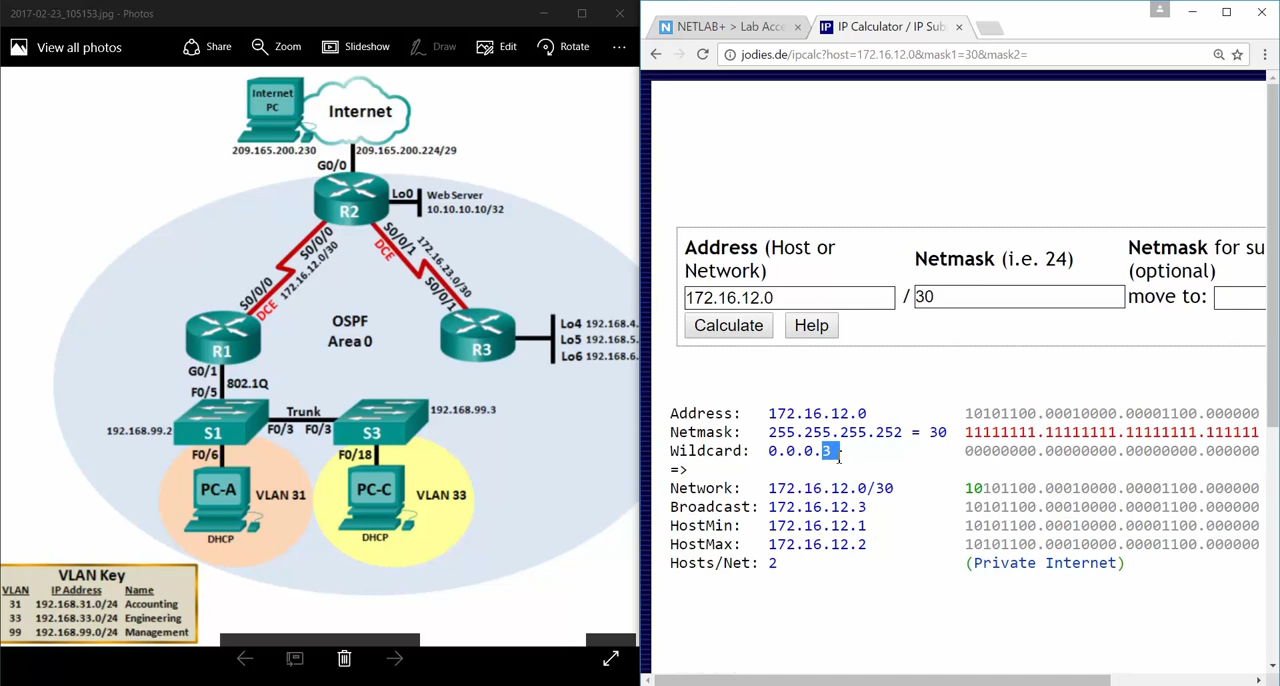 2017-02-23_105153.jpg - Photos
View all photos
Share
Zoom
Slideshow
Draw
Edit
Rotate
Internet
PC
Internet
209.165.200.230
209.165.200.224/29
G0/0
R2
Lo0
Web Server
10.10.10.10/32
S0/0/0
172.16.12.0/30
S0/0/0
DCE
S0/0/1
DCE
172.16.23.0/30
S0/0/1
OSPF
Area 0
R1
R3
Lo4 192.168.4.
Lo5 192.168.5.
Lo6 192.168.6.
G0/1
F0/5
802.1Q
Trunk
F0/3 F0/3
192.168.99.2
S1
S3
192.168.99.3
F0/6
F0/18
PC-A
VLAN 31
PC-C
VLAN 33
DHCP
DHCP
VLAN Key
VLAN IP Address Name
31 192.168.31.0/24 Accounting
33 192.168.33.0/24 Engineering
99 192.168.99.0/24 Management
N NETLAB+ > Lab Acce
IP IP Calculator / IP Sub
jodies.de/ipcalc?host=172.16.12.0&mask1=30&mask2=
Address (Host or
Network)
Netmask (i.e. 24)
Netmask for su
(optional)
172.16.12.0 / 30 move to:
Calculate Help
Address: 172.16.12.0 10101100.00010000.00001100.000000
Netmask: 255.255.255.252 = 30 11111111.11111111.11111111.111111
Wildcard: 0.0.0.3 00000000.00000000.00000000.000000
=>
Network: 172.16.12.0/30 10101100.00010000.00001100.000000
Broadcast: 172.16.12.3 10101100.00010000.00001100.000000
HostMin: 172.16.12.1 10101100.00010000.00001100.000000
HostMax: 172.16.12.2 10101100.00010000.00001100.000000
Hosts/Net: 2 (Private Internet)